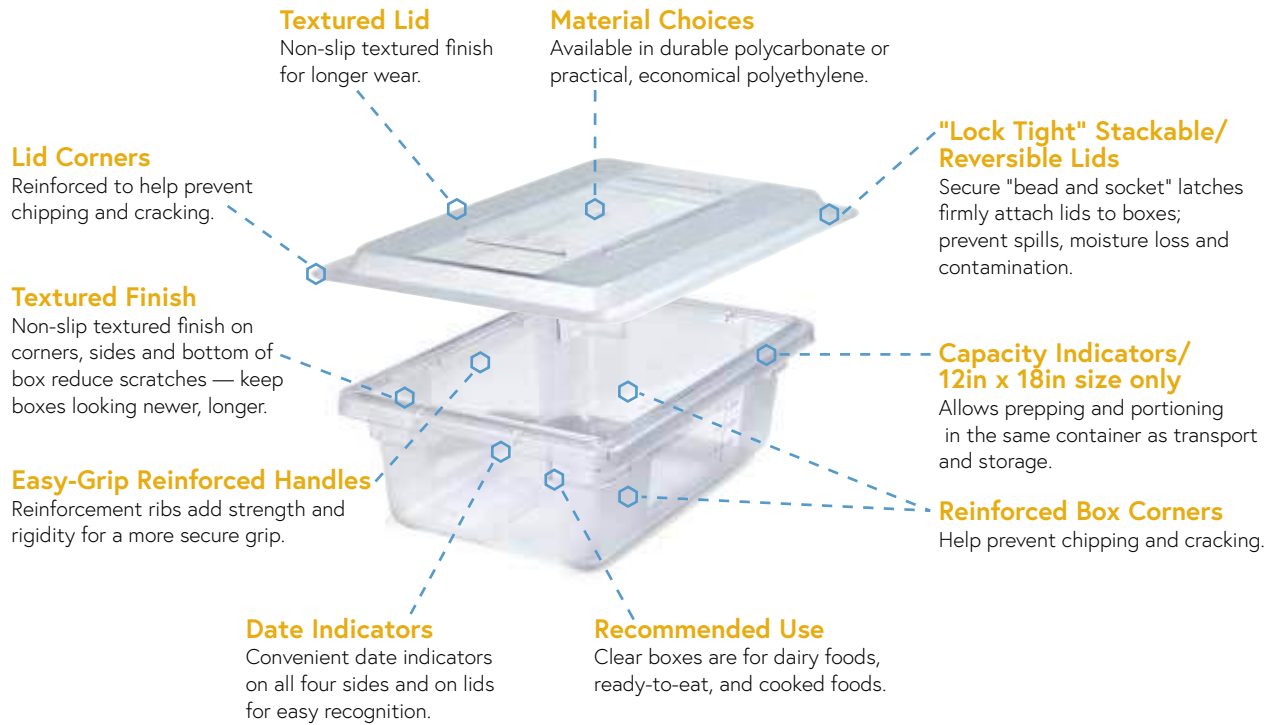 Textured Lid
Non-slip textured finish
for longer wear.
Material Choices
Available in durable polycarbonate or
practical, economical polyethylene.
"Lock Tight" Stackable/
Reversible Lids
Secure "bead and socket" latches
firmly attach lids to boxes;
prevent spills, moisture loss and
contamination.
Lid Corners
Reinforced to help prevent
chipping and cracking.
Textured Finish
Non-slip textured finish on
corners, sides and bottom of
box reduce scratches — keep
boxes looking newer, longer.
Capacity Indicators/
12in x 18in size only
Allows prepping and portioning
in the same container as transport
and storage.
Easy-Grip Reinforced Handles
Reinforcement ribs add strength and
rigidity for a more secure grip.
Reinforced Box Corners
Help prevent chipping and cracking.
Date Indicators
Convenient date indicators
on all four sides and on lids
for easy recognition.
Recommended Use
Clear boxes are for dairy foods,
ready-to-eat, and cooked foods.